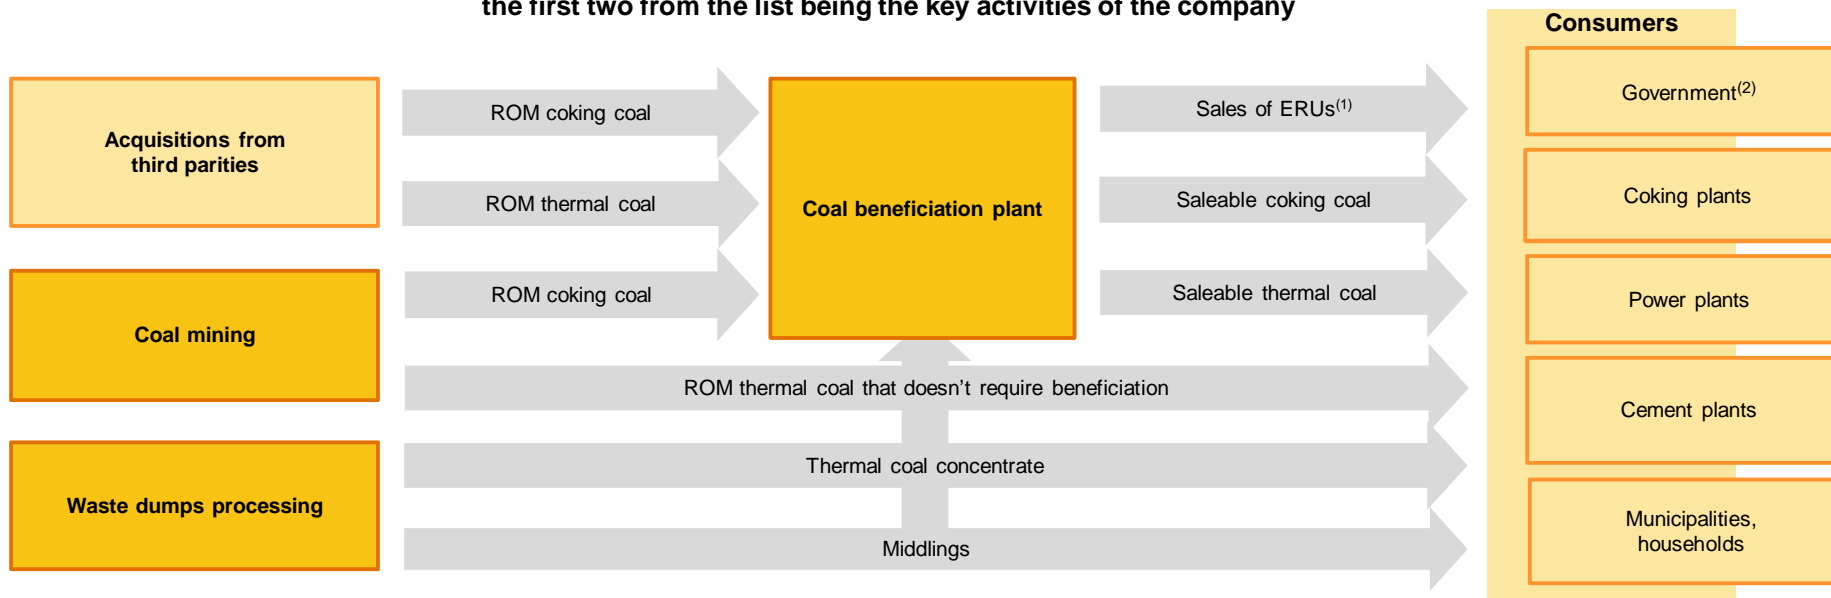 the first two from the list being the key activities of the company
Consumers
Acquisitions from
third parities
Coal mining
Waste dumps processing
ROM coking coal
ROM thermal coal
ROM coking coal
Coal beneficiation plant
Sales of ERUs(1)
Saleable coking coal
Saleable thermal coal
ROM thermal coal that doesn’t require beneficiation
Thermal coal concentrate
Middlings
Government(2)
Coking plants
Power plants
Cement plants
Municipalities,
households